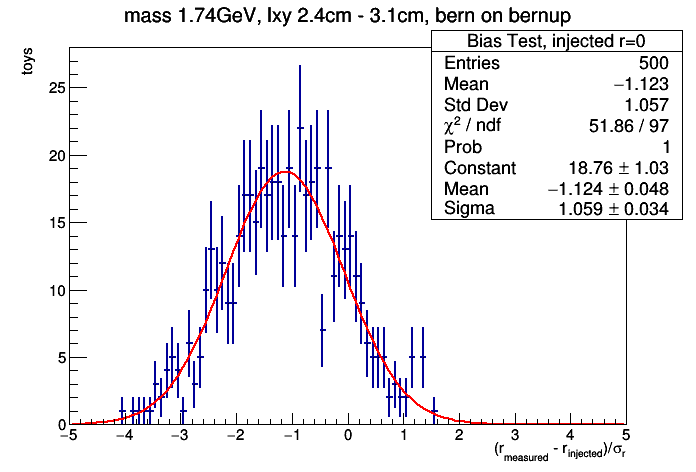 mass 1.74GeV, lxy 2.4cm - 3.1cm, bern on bernup
toys
Bias Test, injected r=0
Entries 500
Mean −1.123
Std Dev 1.057
χ² / ndf 51.86 / 97
Prob 1
Constant 18.76 ± 1.03
Mean −1.124 ± 0.048
Sigma 1.059 ± 0.034
25
20
15
10
5
0
−5 −4 −3 −2 −1 0 1 2 3 4 5
(r_measured - r_injected)/σ_r